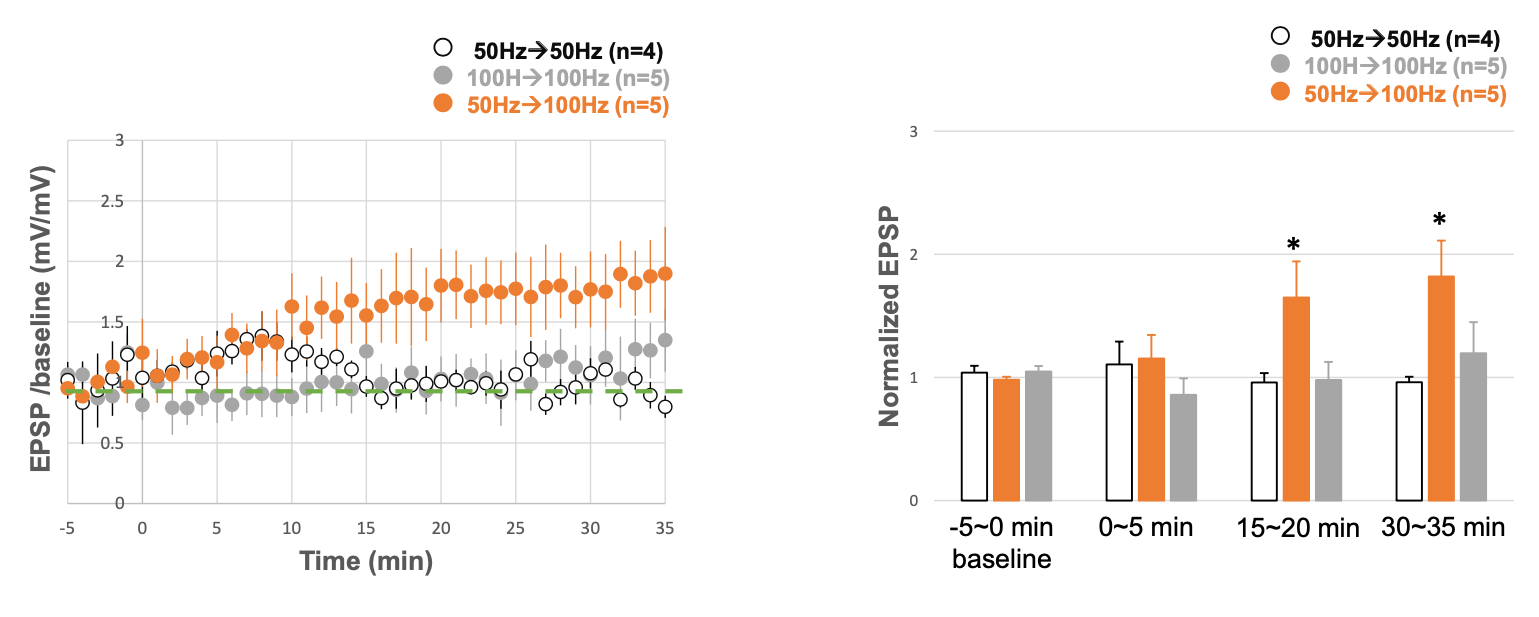 50Hz→50Hz (n=4)
100H→100Hz (n=5)
50Hz→100Hz (n=5)
EPSP /baseline (mV/mV)
3
2.5
2
1.5
1
0.5
0
-5 0 5 10 15 20 25 30 35
Time (min)
50Hz→50Hz (n=4)
100H→100Hz (n=5)
50Hz→100Hz (n=5)
Normalized EPSP
3
2
1
0
* *
-5~0 min 0~5 min 15~20 min 30~35 min
baseline